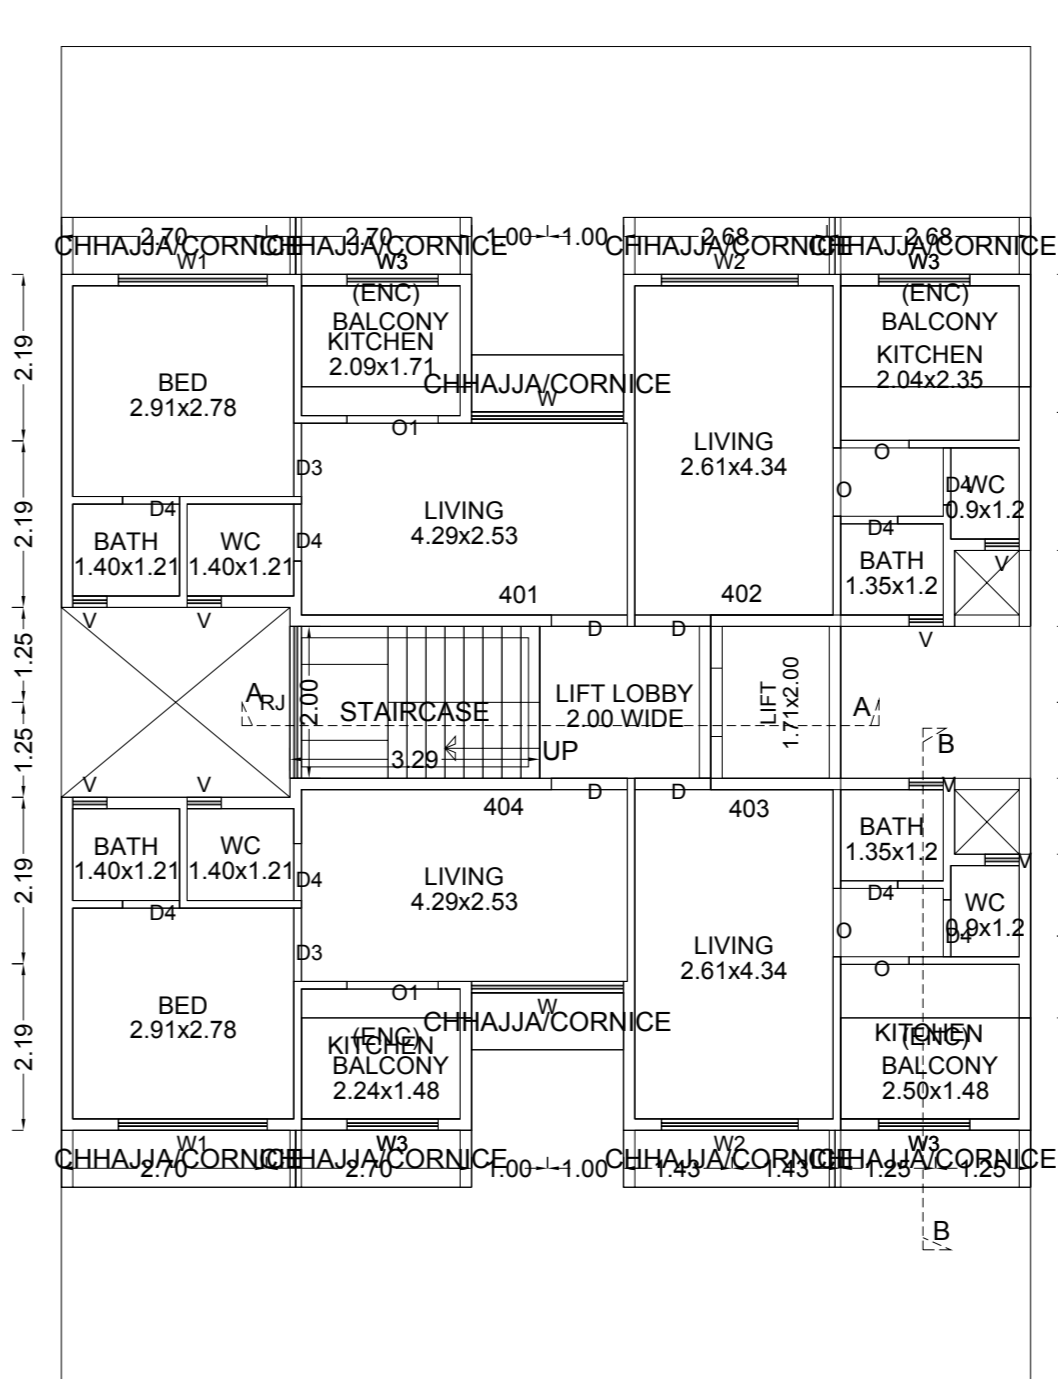 2.70
2.70
1.00
1.00
2.68
2.68
CHHAJJA/CORNICE
CHHAJJA/CORNICE
CHHAJJA/CORNICE
CHHAJJA/CORNICE
W1
W3
W2
W3
(ENC)
BALCONY
KITCHEN
2.09x1.71
(ENC)
BALCONY
KITCHEN
2.04x2.35
2.19
BED
2.91x2.78
CHHAJJA/CORNICE
W
O1
LIVING
2.61x4.34
O
D3
O
LIVING
4.29x2.53
D4
WC
0.9x1.2
2.19
D4
D4
D4
BATH
1.40x1.21
WC
1.40x1.21
BATH
1.35x1.2
V
401
402
V
V
D
D
V
1.25
A
RJ
2.00
STAIRCASE
LIFT LOBBY
2.00 WIDE
LIFT
1.71x2.00
A
1.25
3.29
UP
B
V
V
V
D
D
404
403
BATH
1.40x1.21
WC
1.40x1.21
BATH
1.35x1.2
V
2.19
LIVING
4.29x2.53
D4
D4
D4
WC
0.9x1.2
D4
O
D3
LIVING
2.61x4.34
O
O1
BED
2.91x2.78
W
CHHAJJA/CORNICE
2.19
KITCHEN
(ENC)
BALCONY
2.24x1.48
KITCHEN
(ENC)
BALCONY
2.50x1.48
W1
W3
W2
W3
CHHAJJA/CORNICE
CHHAJJA/CORNICE
CHHAJJA/CORNICE
CHHAJJA/CORNICE
2.70
2.70
1.00
1.00
1.43
1.43
1.25
1.25
B